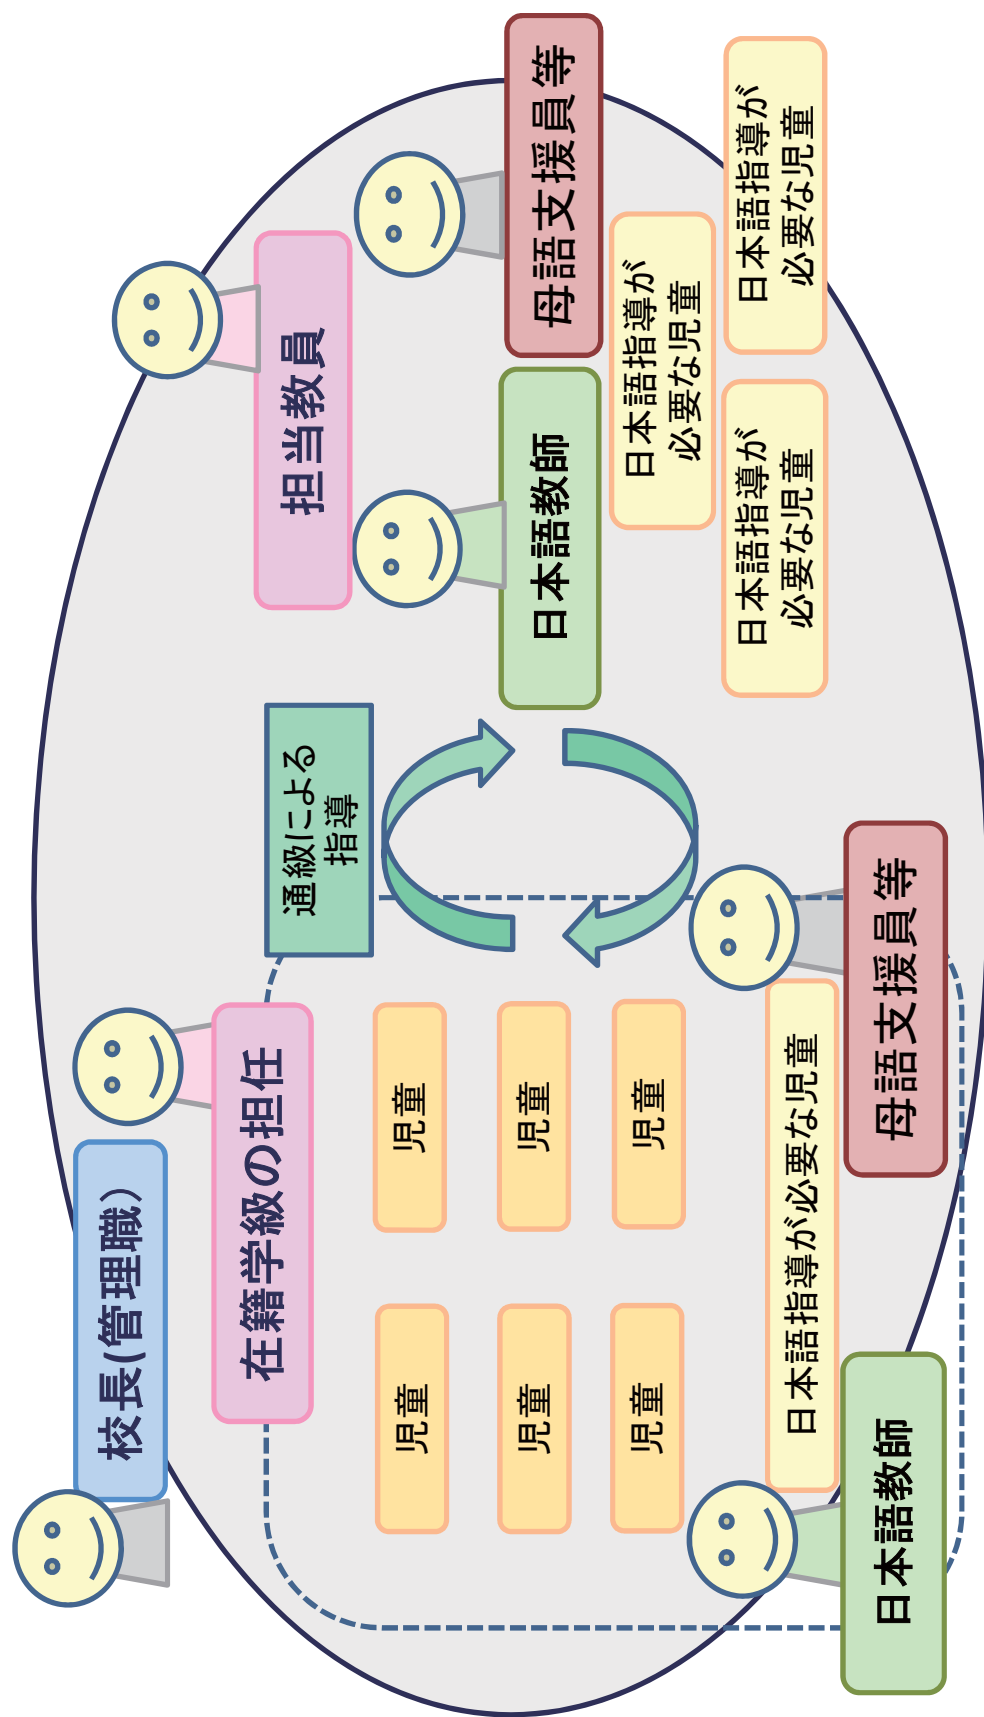 校長(管理職）
在籍学級の担任
通級による
指導
担当教員
母語支援員等
日本語教師
日本語指導が
必要な児童
日本語指導が
必要な児童
日本語指導が
必要な児童
児童
児童
児童
児童
児童
児童
日本語指導が必要な児童
日本語教師
母語支援員等